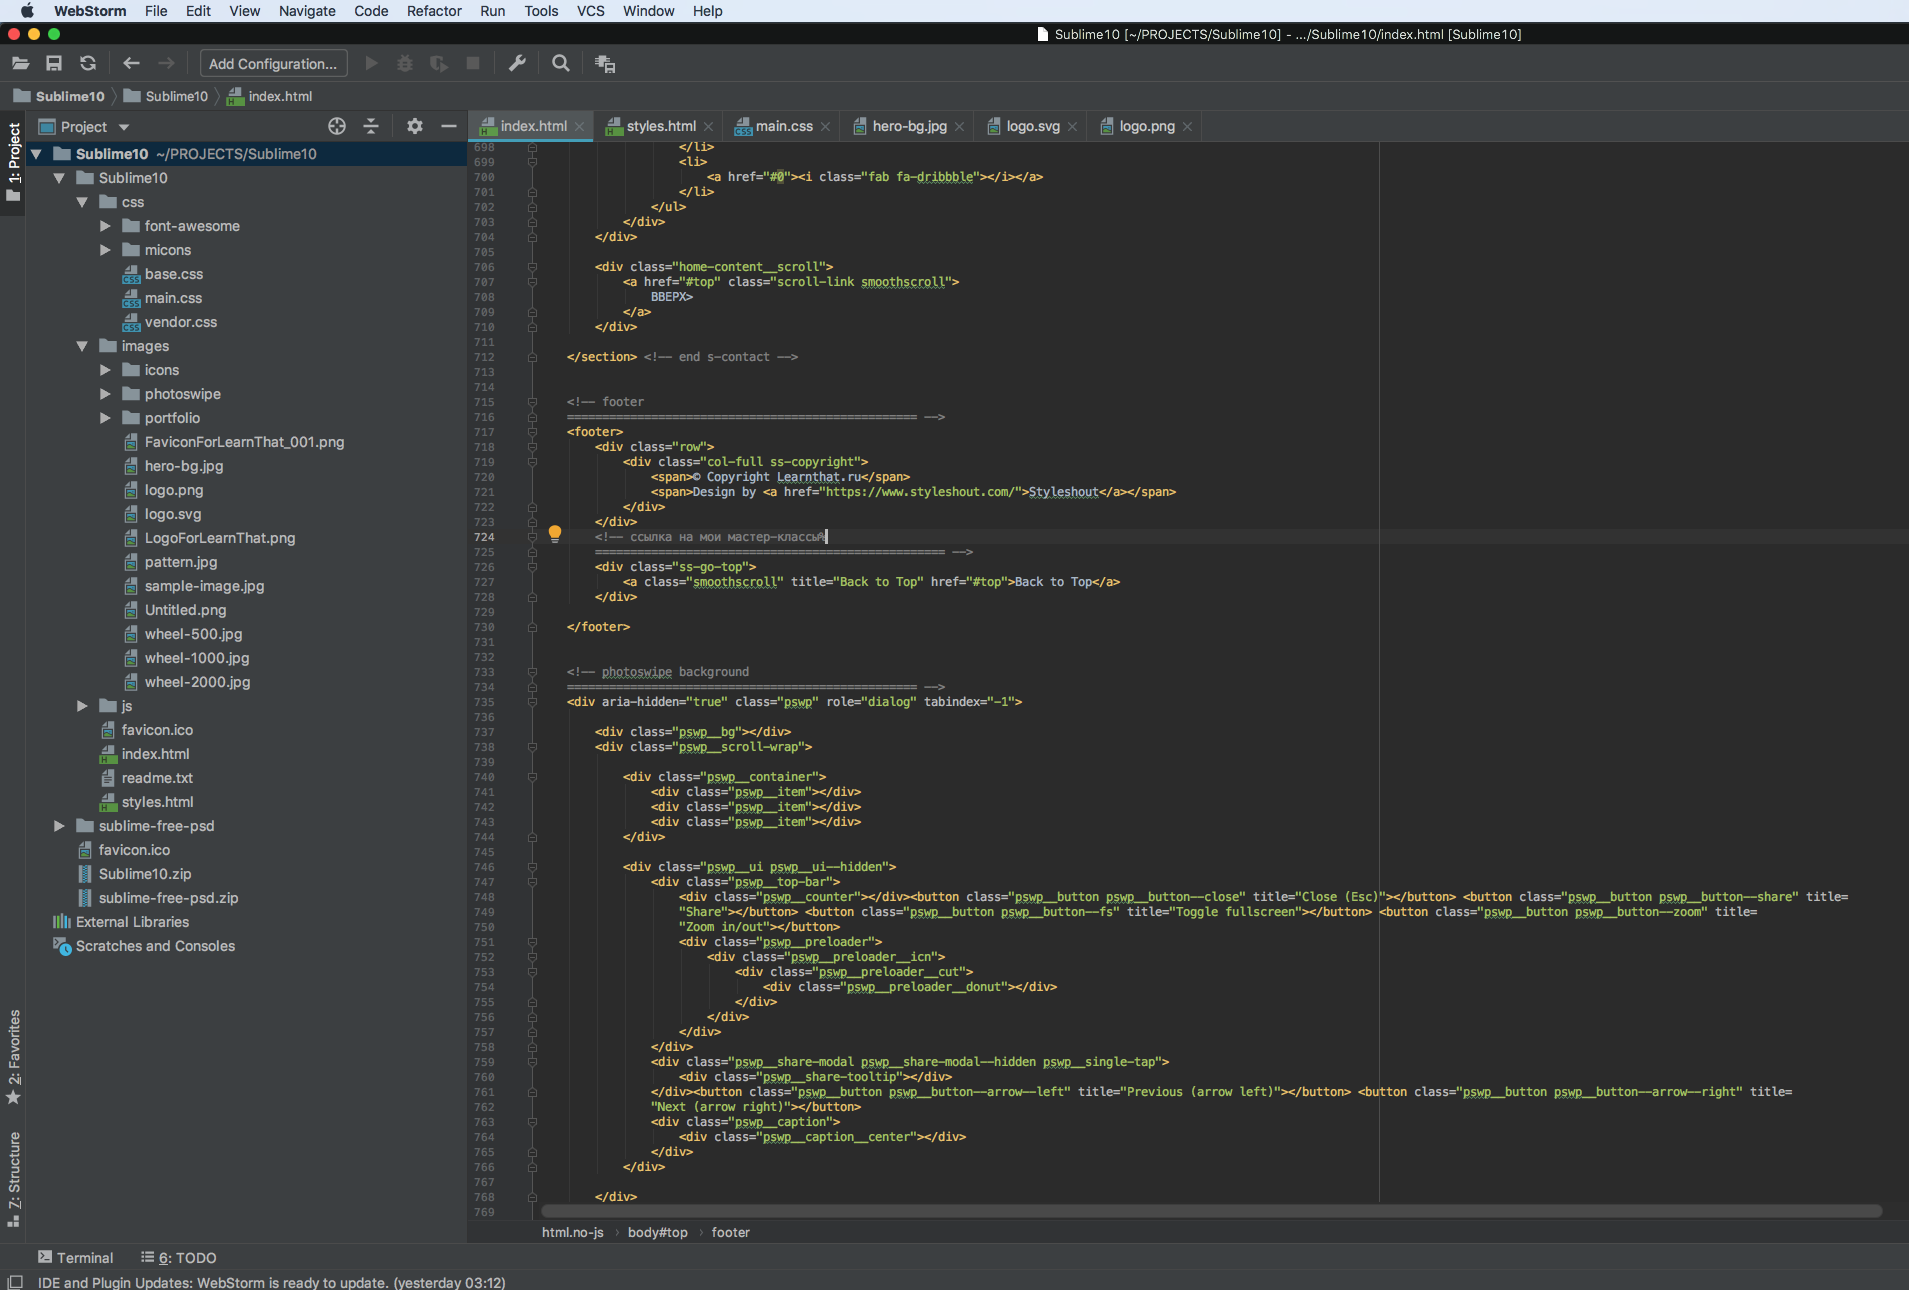 WebStorm File Edit View Navigate Code Refactor Run Tools VCS Window Help
Sublime10 [~/PROJECTS/Sublime10] - .../Sublime10/index.html [Sublime10]
Add Configuration...
Sublime10 Sublime10 index.html
1: Project
Project
Sublime10 ~/PROJECTS/Sublime10
Sublime10
css
font-awesome
micons
base.css
main.css
vendor.css
images
icons
photoswipe
portfolio
FaviconForLearnThat_001.png
hero-bg.jpg
logo.png
logo.svg
LogoForLearnThat.png
pattern.jpg
sample-image.jpg
Untitled.png
wheel-500.jpg
wheel-1000.jpg
wheel-2000.jpg
js
favicon.ico
index.html
readme.txt
styles.html
sublime-free-psd
favicon.ico
Sublime10.zip
sublime-free-psd.zip
External Libraries
Scratches and Consoles
2: Favorites
Z: Structure
index.html styles.html main.css hero-bg.jpg logo.svg logo.png
698 </li>
699 <li>
700 <a href="#0"><i class="fab fa-dribbble"></i></a>
701 </li>
702 </ul>
703 </div>
704 </div>
705
706 <div class="home-content__scroll">
707 <a href="#top" class="scroll-link smoothscroll">
708 ВВЕРХ>
709 </a>
710 </div>
711
712 </section> <!-- end s-contact -->
713
714
715 <!-- footer
716 ================================================== -->
717 <footer>
718 <div class="row">
719 <div class="col-full ss-copyright">
720 <span>© Copyright Learnthat.ru</span>
721 <span>Design by <a href="https://www.styleshout.com/">Styleshout</a></span>
722 </div>
723 </div>
724 <!-- ссылка на мои мастер-классы%
725 ================================================== -->
726 <div class="ss-go-top">
727 <a class="smoothscroll" title="Back to Top" href="#top">Back to Top</a>
728 </div>
729
730 </footer>
731
732
733 <!-- photoswipe background
734 ================================================== -->
735 <div aria-hidden="true" class="pswp" role="dialog" tabindex="-1">
736
737 <div class="pswp__bg"></div>
738 <div class="pswp__scroll-wrap">
739
740 <div class="pswp__container">
741 <div class="pswp__item"></div>
742 <div class="pswp__item"></div>
743 <div class="pswp__item"></div>
744 </div>
745
746 <div class="pswp__ui pswp__ui--hidden">
747 <div class="pswp__top-bar">
748 <div class="pswp__counter"></div><button class="pswp__button pswp__button--close" title="Close (Esc)"></button> <button class="pswp__button pswp__button--share" title=
749 "Share"></button> <button class="pswp__button pswp__button--fs" title="Toggle fullscreen"></button> <button class="pswp__button pswp__button--zoom" title=
750 "Zoom in/out"></button>
751 <div class="pswp__preloader">
752 <div class="pswp__preloader__icn">
753 <div class="pswp__preloader__cut">
754 <div class="pswp__preloader__donut"></div>
755 </div>
756 </div>
757 </div>
758 </div>
759 <div class="pswp__share-modal pswp__share-modal--hidden pswp__single-tap">
760 <div class="pswp__share-tooltip"></div>
761 </div><button class="pswp__button pswp__button--arrow--left" title="Previous (arrow left)"></button> <button class="pswp__button pswp__button--arrow--right" title=
762 "Next (arrow right)"></button>
763 <div class="pswp__caption">
764 <div class="pswp__caption__center"></div>
765 </div>
766 </div>
767
768 </div>
769
html.no-js body#top footer
Terminal 6: TODO
IDE and Plugin Updates: WebStorm is ready to update. (yesterday 03:12)